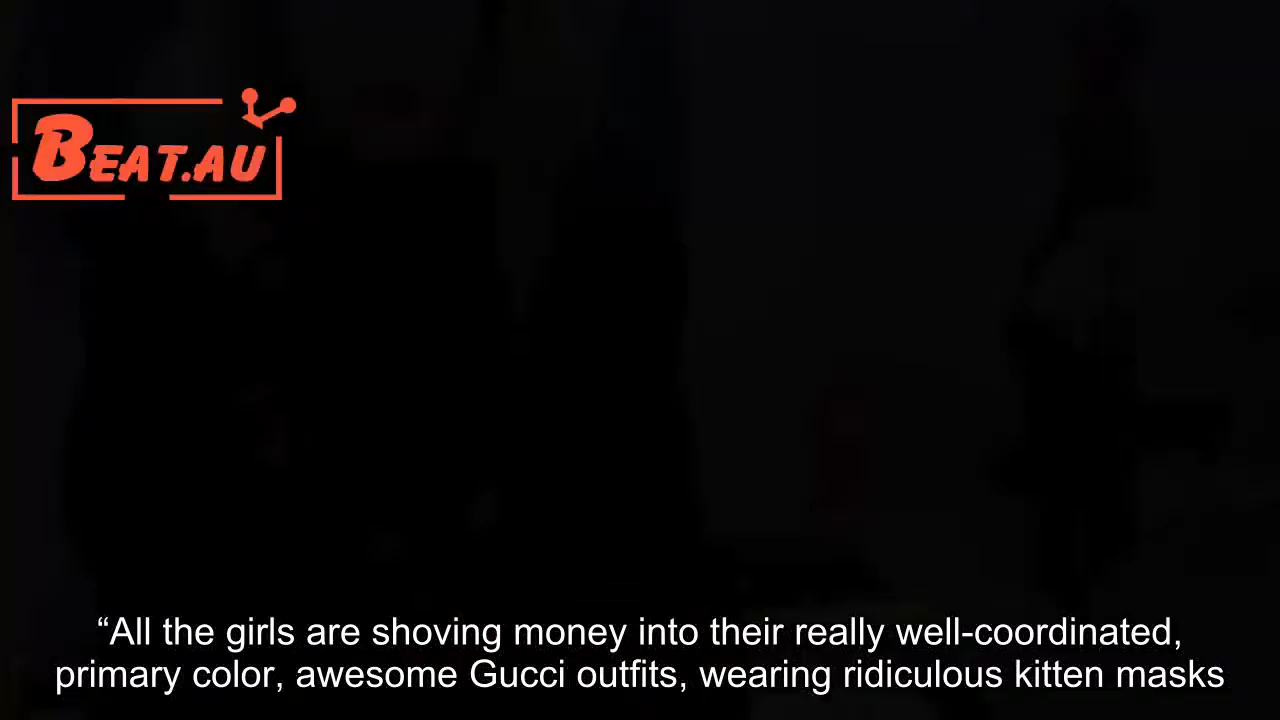 BEAT.AU
“All the girls are shoving money into their really well-coordinated,
primary color, awesome Gucci outfits, wearing ridiculous kitten masks